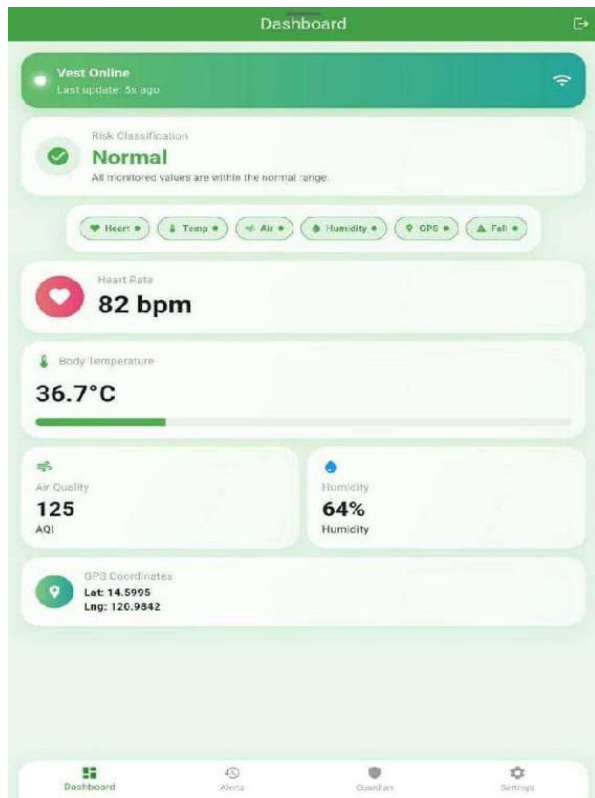 Dashboard
Vest Online
Last update: 5s ago
Risk Classification
Normal
All monitored values are within the normal range.
Heart
Temp
Air
Humidity
GPS
Fall
Heart Rate
82 bpm
Body Temperature
36.7°C
Air Quality
125
AQI
Humidity
64%
Humidity
GPS Coordinates
Lat: 14.5995
Lng: 120.9842
Dashboard
Alerts
Guardian
Settings